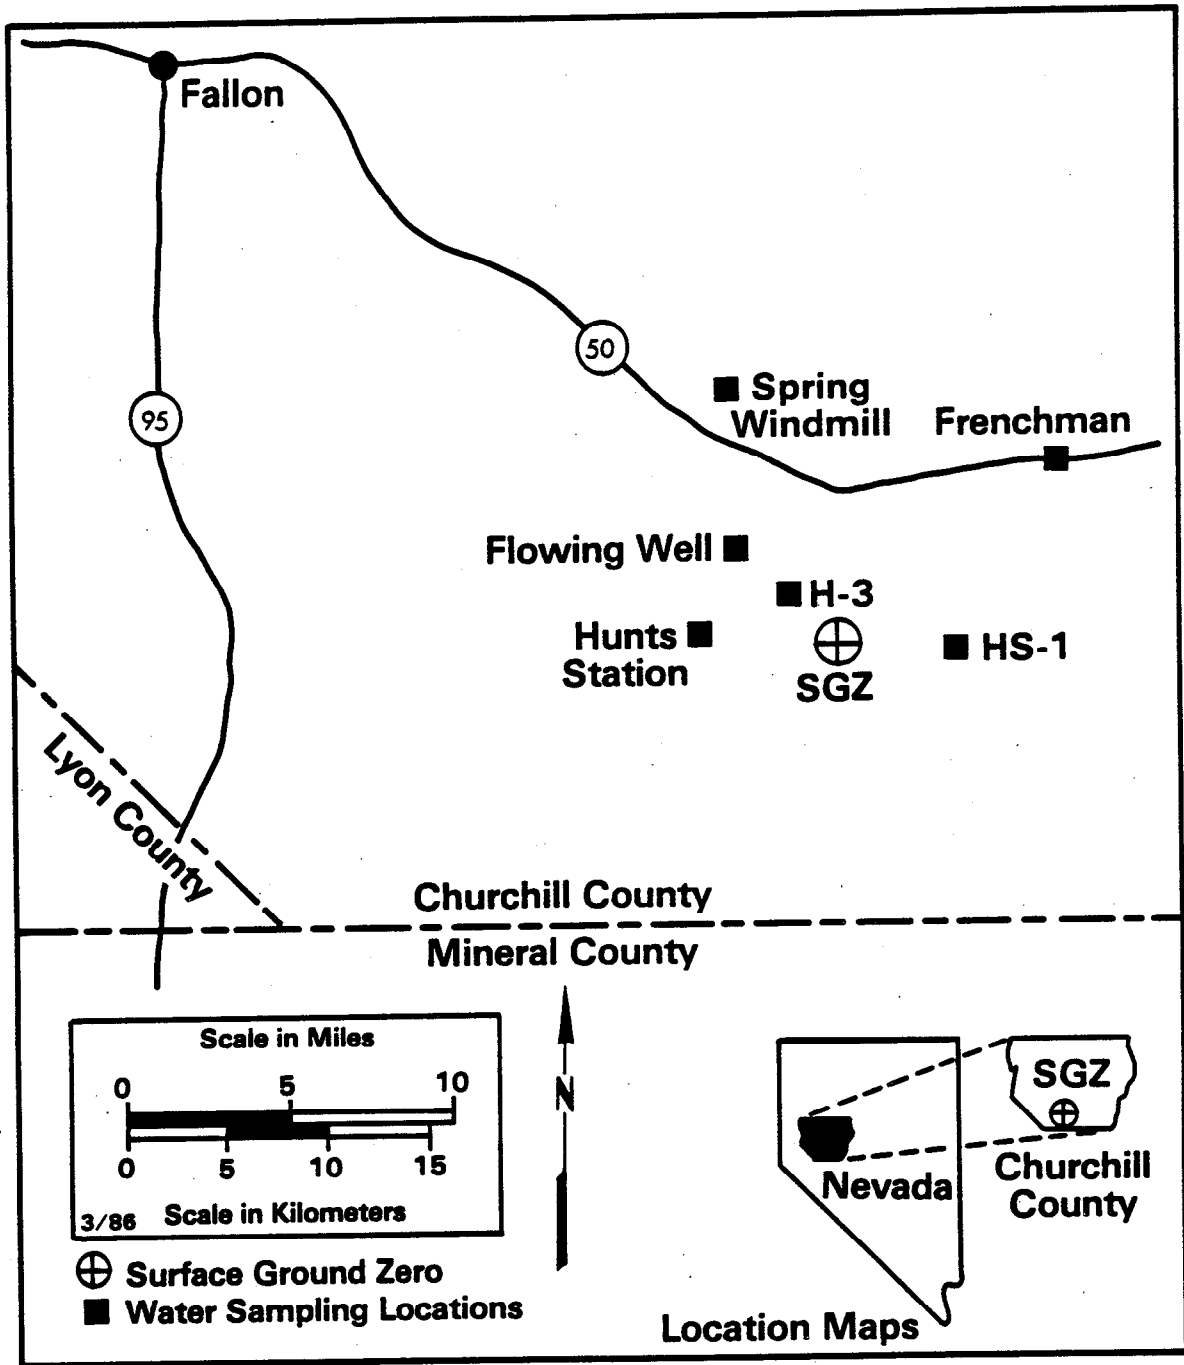 Fallon
50
95
Spring
Windmill
Frenchman
Flowing Well
H-3
Hunts
Station
SGZ
HS-1
Lyon County
Churchill County
Mineral County
Scale in Miles
0 5 10
0 5 10 15
3/86 Scale in Kilometers
N
Surface Ground Zero
Water Sampling Locations
SGZ
Nevada
Churchill
County
Location Maps